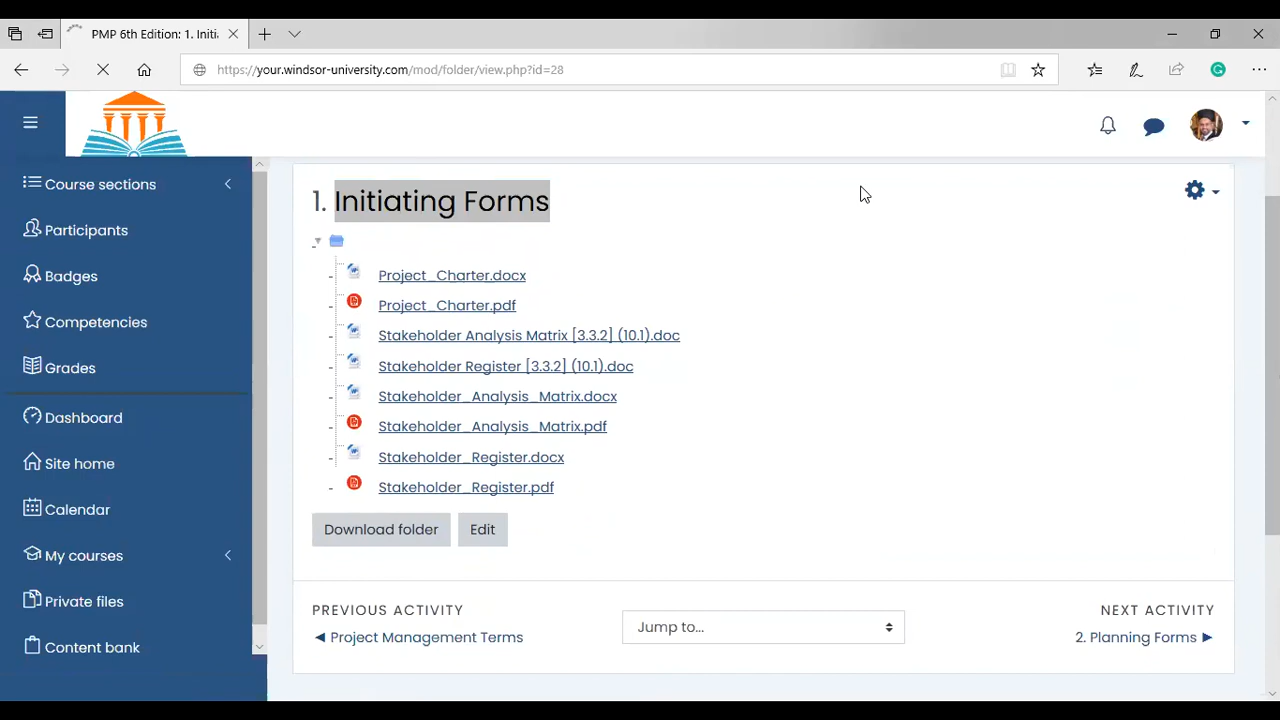 PMP 6th Edition: 1. Initi
https://your.windsor-university.com/mod/folder/view.php?id=28
Course sections
Participants
Badges
Competencies
Grades
Dashboard
Site home
Calendar
My courses
Private files
Content bank
1. Initiating Forms
Project_Charter.docx
Project_Charter.pdf
Stakeholder Analysis Matrix [3.3.2] (10.1).doc
Stakeholder Register [3.3.2] (10.1).doc
Stakeholder_Analysis_Matrix.docx
Stakeholder_Analysis_Matrix.pdf
Stakeholder_Register.docx
Stakeholder_Register.pdf
Download folder Edit
PREVIOUS ACTIVITY
◀ Project Management Terms
Jump to...
NEXT ACTIVITY
2. Planning Forms ▶